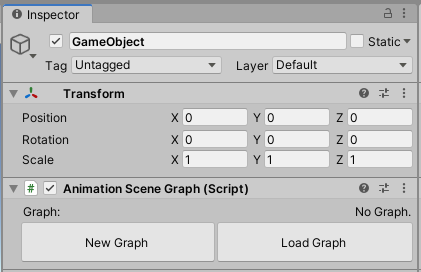 Inspector
GameObject Static
Tag Untagged Layer Default
Transform
Position X 0 Y 0 Z 0
Rotation X 0 Y 0 Z 0
Scale X 1 Y 1 Z 1
# Animation Scene Graph (Script)
Graph: No Graph.
New Graph Load Graph